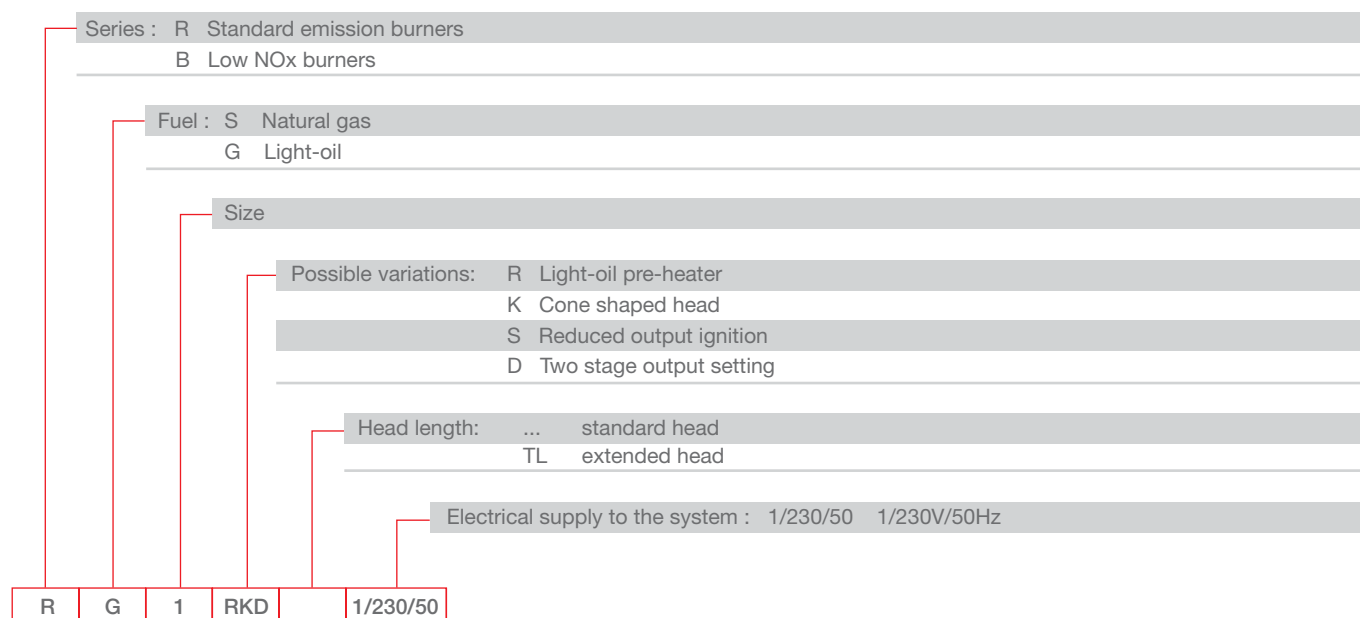 Series : R Standard emission burners
B Low NOx burners
Fuel : S Natural gas
G Light-oil
Size
Possible variations: R Light-oil pre-heater
K Cone shaped head
S Reduced output ignition
D Two stage output setting
Head length: ... standard head
TL extended head
Electrical supply to the system : 1/230/50 1/230V/50Hz
R G 1 RKD 1/230/50